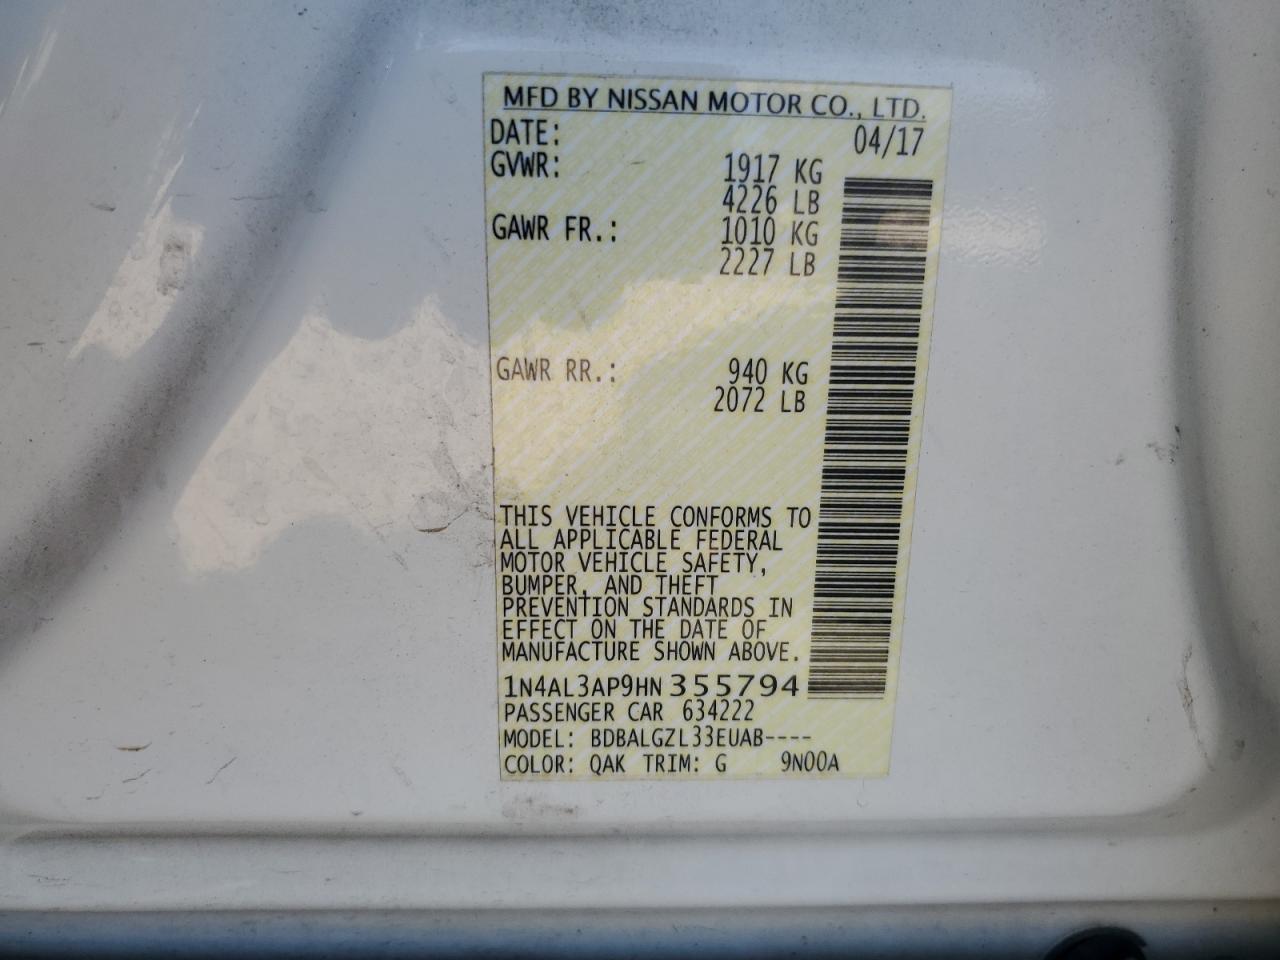 MFD BY NISSAN MOTOR CO., LTD.
DATE: 04/17
GVWR: 1917 KG
4226 LB
GAWR FR.: 1010 KG
2227 LB
GAWR RR.: 940 KG
2072 LB
THIS VEHICLE CONFORMS TO
ALL APPLICABLE FEDERAL
MOTOR VEHICLE SAFETY,
BUMPER, AND THEFT
PREVENTION STANDARDS IN
EFFECT ON THE DATE OF
MANUFACTURE SHOWN ABOVE.
1N4AL3AP9HN355794
PASSENGER CAR 634222
MODEL: BDBALGZL33EUAB----
COLOR: QAK TRIM: G 9N00A